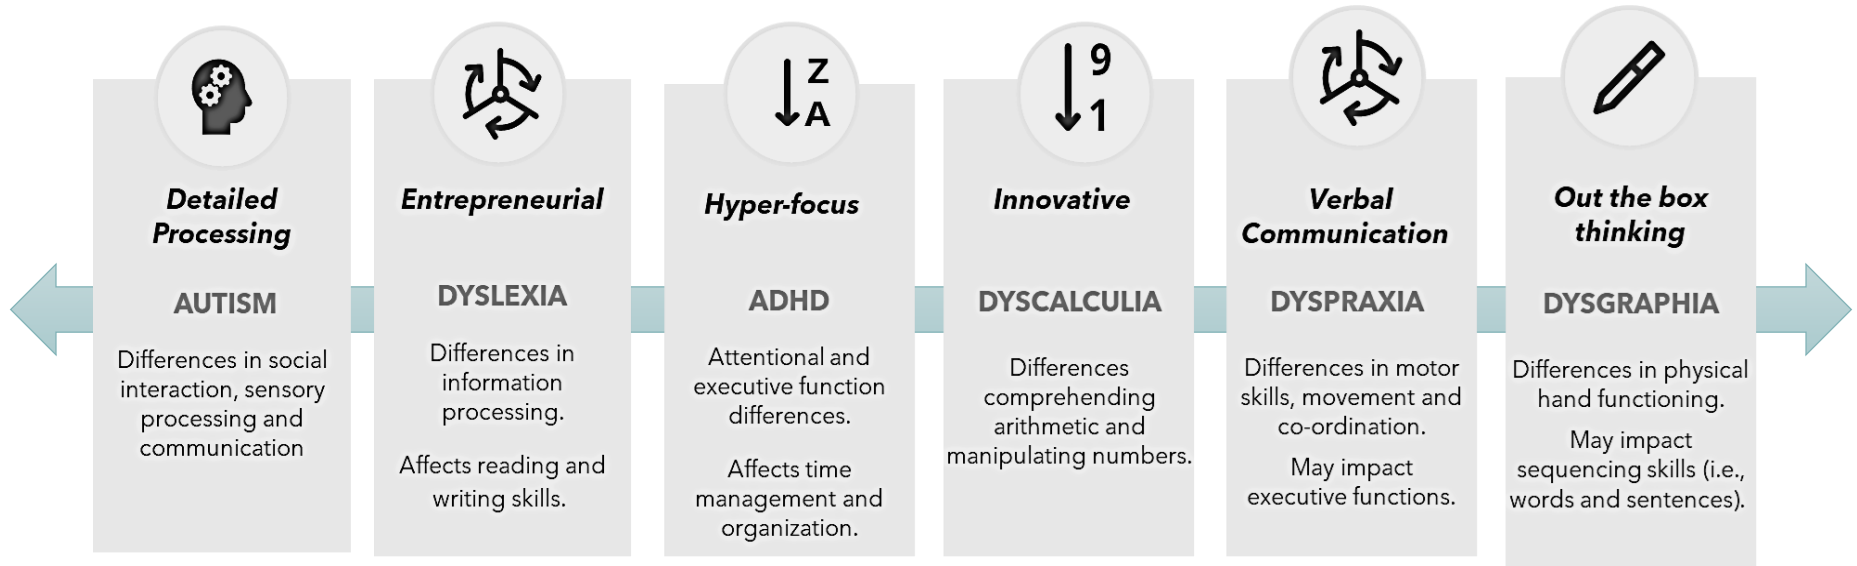 Detailed
Processing
AUTISM
Differences in social
interaction, sensory
processing and
communication
Entrepreneurial
DYSLEXIA
Differences in
information
processing.
Affects reading and
writing skills.
Z
A
Hyper-focus
ADHD
Attentional and
executive function
differences.
Affects time
management and
organization.
9
1
Innovative
DYSCALCULIA
Differences
comprehending
arithmetic and
manipulating numbers.
Verbal
Communication
DYSPRAXIA
Differences in motor
skills, movement and
co-ordination.
May impact
executive functions.
Out the box
thinking
DYSGRAPHIA
Differences in physical
hand functioning.
May impact
sequencing skills (i.e.,
words and sentences).